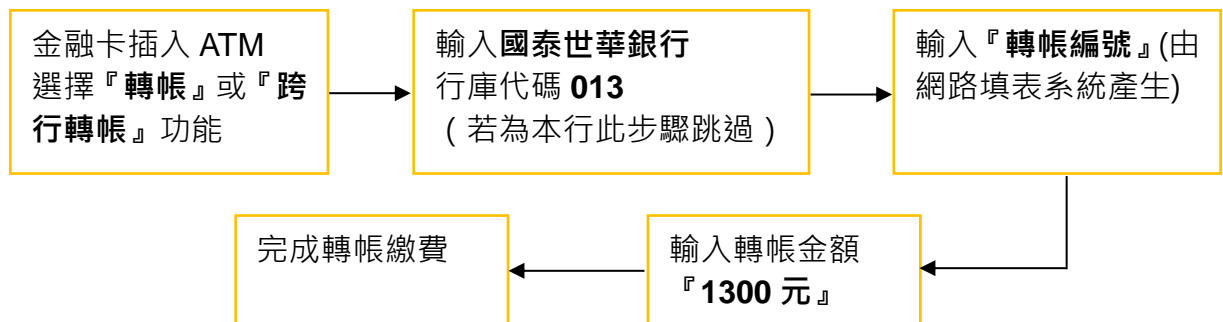 金融卡插入 ATM
選擇『轉帳』或『跨
行轉帳』功能
輸入國泰世華銀行
行庫代碼 013
（若為本行此步驟跳過）
輸入『轉帳編號』(由
網路填表系統產生)
輸入轉帳金額
『1300 元』
完成轉帳繳費